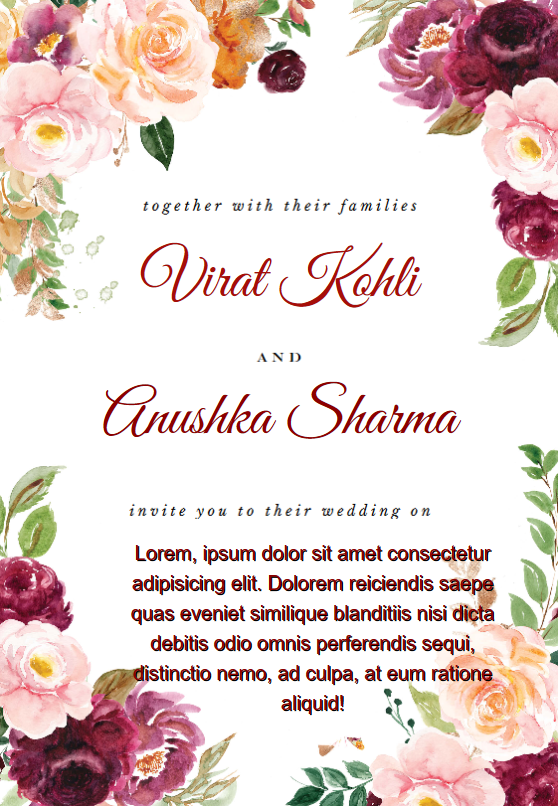 together with their families
Virat Kohli
AND
Anushka Sharma
invite you to their wedding on
Lorem, ipsum dolor sit amet consectetur
adipisicing elit. Dolorem reiciendis saepe
quas eveniet similique blanditiis nisi dicta
debitis odio omnis perferendis sequi,
distinctio nemo, ad culpa, at eum ratione
aliquid!